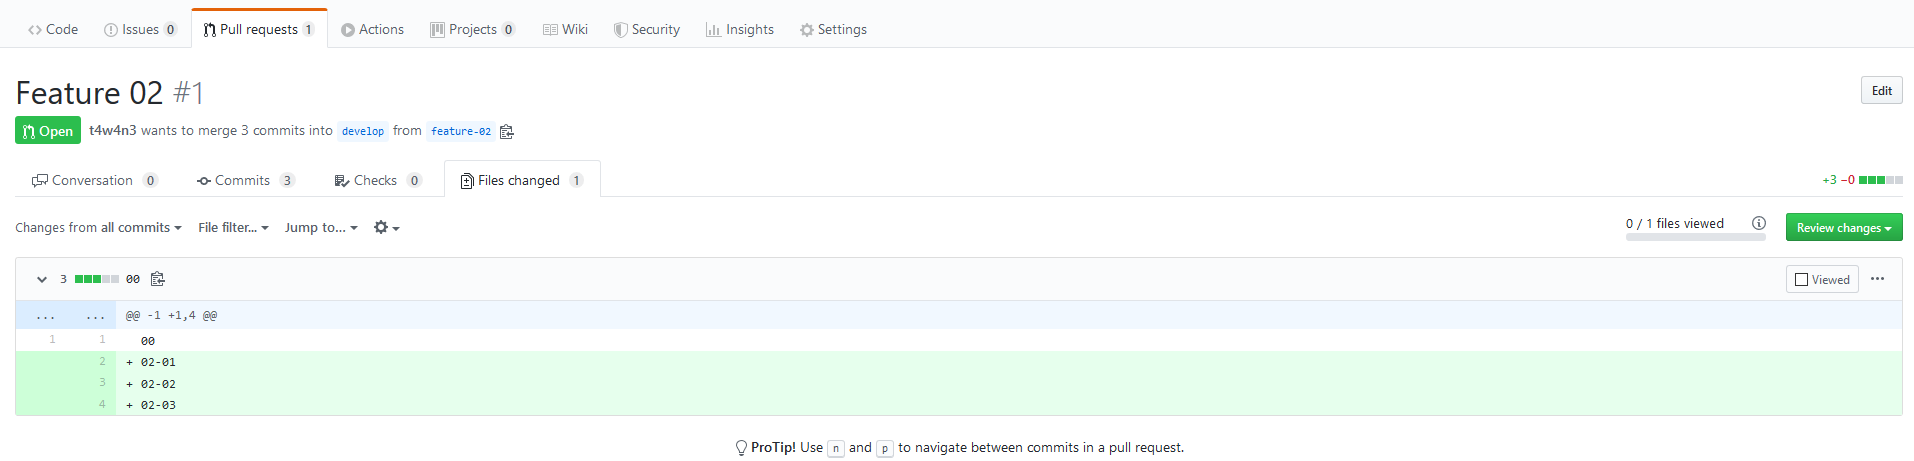 Code Issues 0 Pull requests 1 Actions Projects 0 Wiki Security Insights Settings
Feature 02 #1 Edit
Open t4w4n3 wants to merge 3 commits into develop from feature-02
Conversation 0 Commits 3 Checks 0 Files changed 1 +3 −0
Changes from all commits File filter... Jump to... 0 / 1 files viewed Review changes
3 00 Viewed ...
... ... @@ -1 +1,4 @@
1 1 00
2 + 02-01
3 + 02-02
4 + 02-03
ProTip! Use n and p to navigate between commits in a pull request.